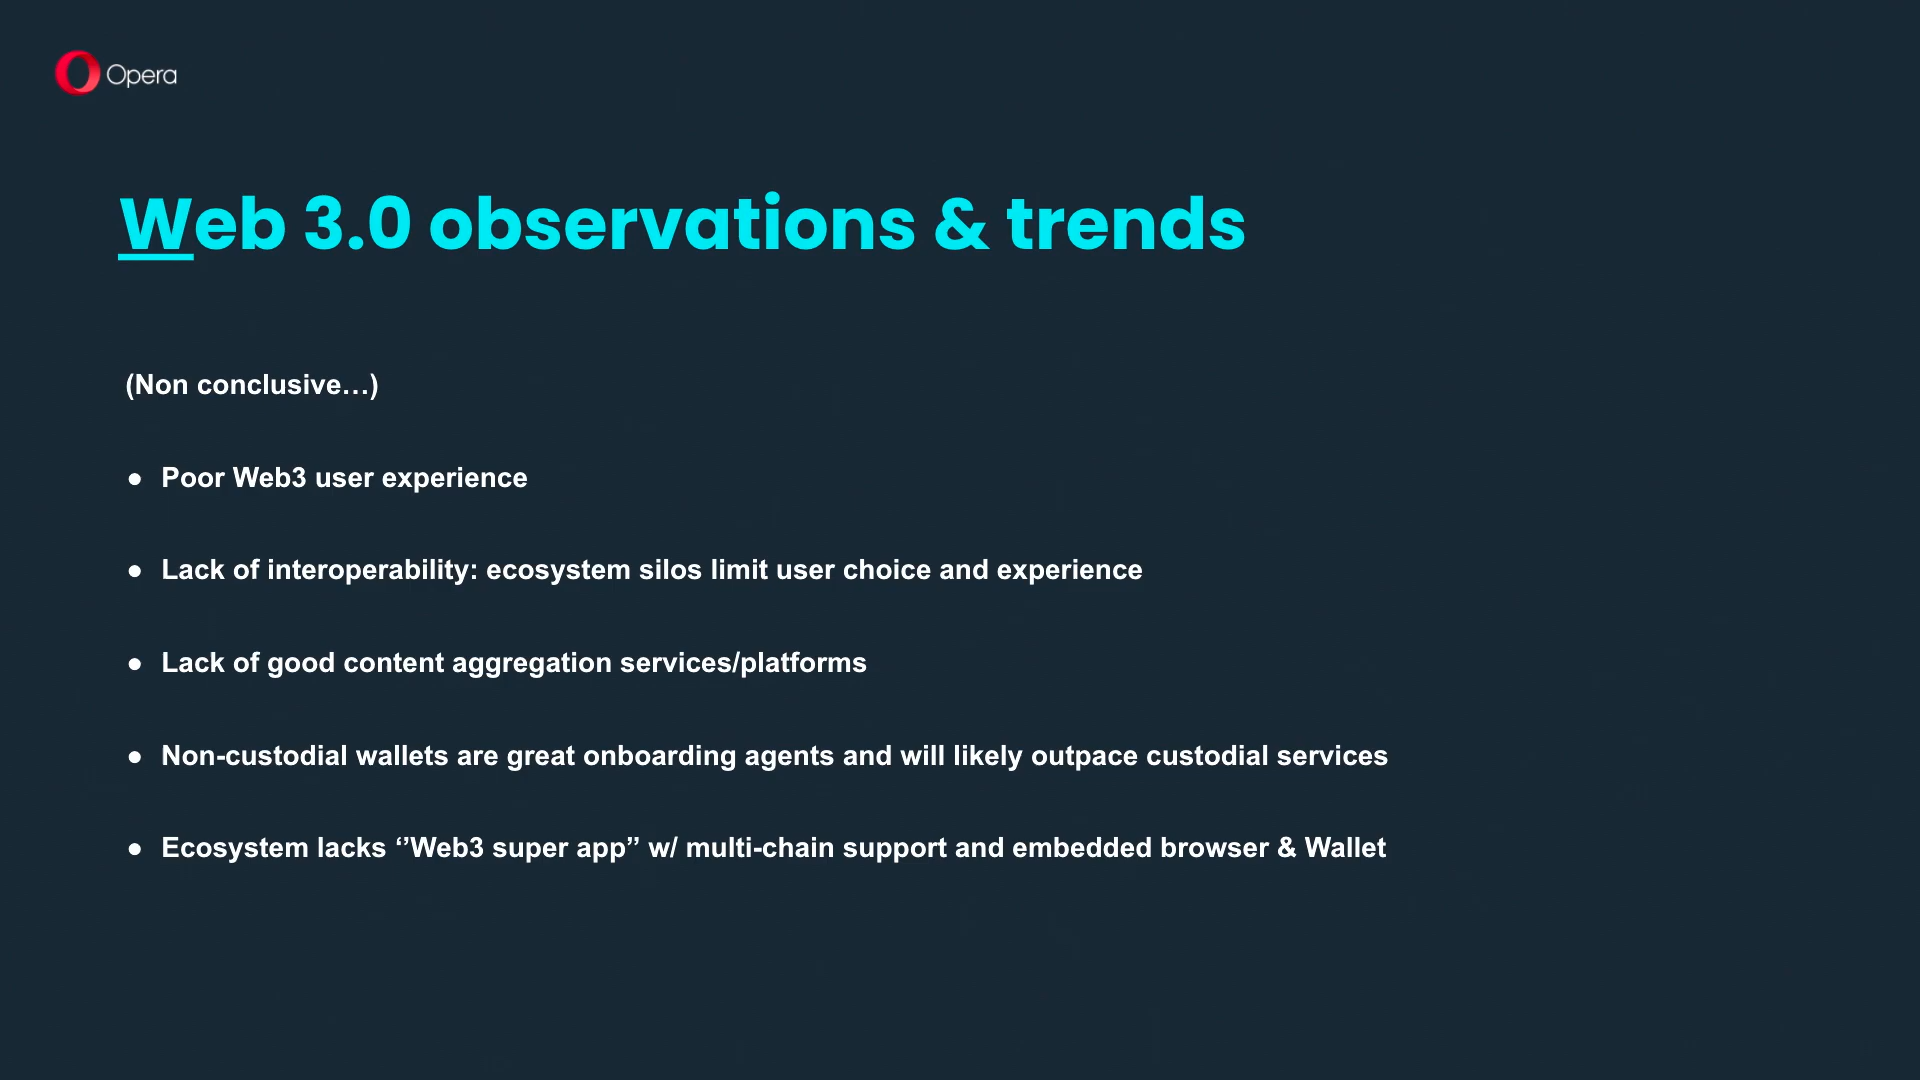 Opera
Web 3.0 observations & trends
(Non conclusive…)
● Poor Web3 user experience
● Lack of interoperability: ecosystem silos limit user choice and experience
● Lack of good content aggregation services/platforms
● Non-custodial wallets are great onboarding agents and will likely outpace custodial services
● Ecosystem lacks ‘’Web3 super app’’ w/ multi-chain support and embedded browser & Wallet